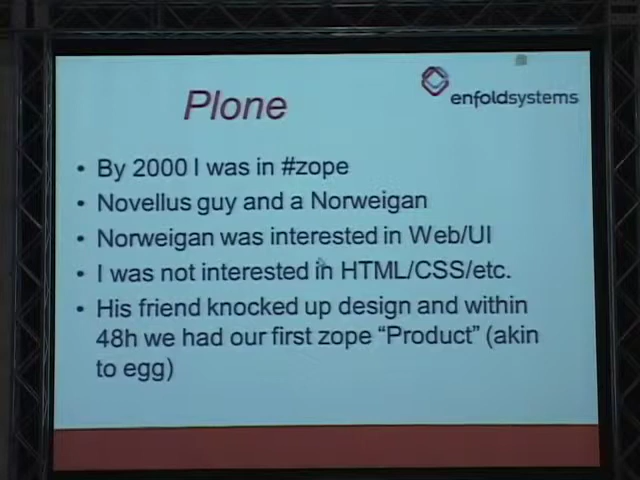 enfoldsystems
Plone
• By 2000 I was in #zope
• Novellus guy and a Norweigan
• Norweigan was interested in Web/UI
• I was not interested in HTML/CSS/etc.
• His friend knocked up design and within
48h we had our first zope “Product” (akin
to egg)